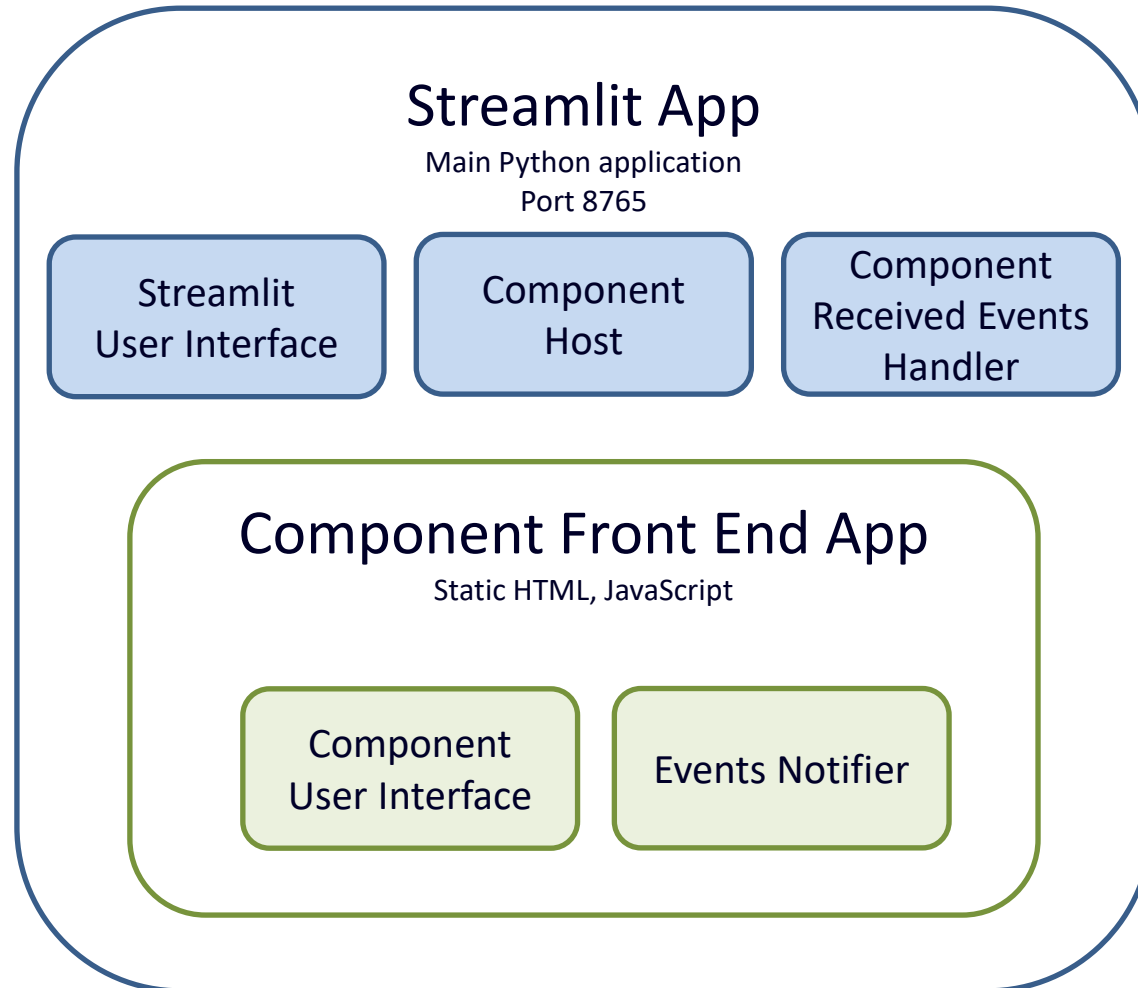 Streamlit App
Main Python application
Port 8765
Streamlit
User Interface
Component
Host
Component
Received Events
Handler
Component Front End App
Static HTML, JavaScript
Component
User Interface
Events Notifier